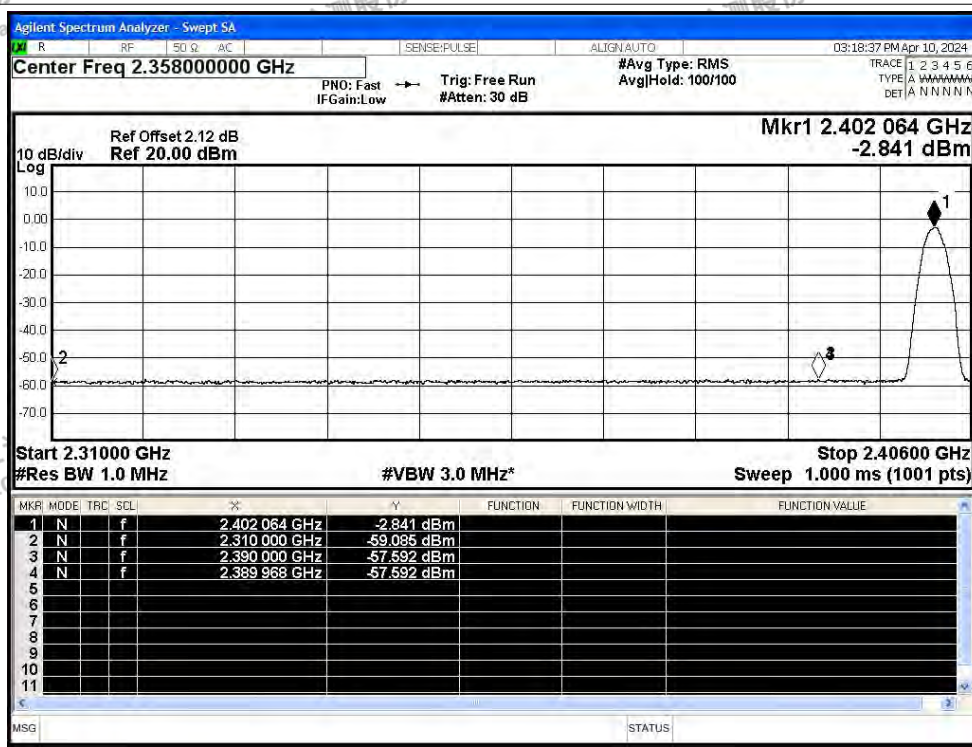 Agilent Spectrum Analyzer - Swept SA
R RF 50 Ω AC SENSE:PULSE ALIGN AUTO 03:18:37 PM Apr 10, 2024
Center Freq 2.358000000 GHz
PNO: Fast
IFGain:Low
Trig: Free Run
#Atten: 30 dB
#Avg Type: RMS
Avg|Hold: 100/100
TRACE 1 2 3 4 5 6
TYPE A WWWWW
DET A N N N N N
Ref Offset 2.12 dB
10 dB/div Ref 20.00 dBm
Log
Mkr1 2.402 064 GHz
-2.841 dBm
10.0
0.00
-10.0
-20.0
-30.0
-40.0
-50.0
-60.0
-70.0
1
2
Start 2.31000 GHz Stop 2.40600 GHz
#Res BW 1.0 MHz #VBW 3.0 MHz* Sweep 1.000 ms (1001 pts)
MKR MODE TRC SCL X Y FUNCTION FUNCTION WIDTH FUNCTION VALUE
1 N f 2.402 064 GHz -2.841 dBm
2 N f 2.310 000 GHz -59.085 dBm
3 N f 2.390 000 GHz -57.592 dBm
4 N f 2.389 968 GHz -57.592 dBm
5
6
7
8
9
10
11
MSG STATUS